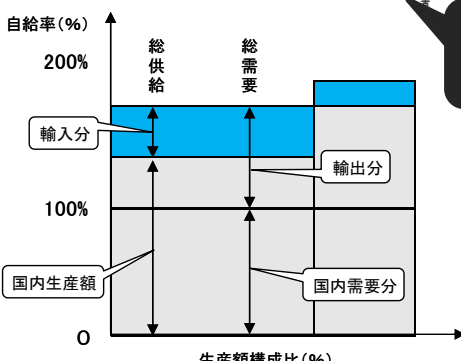 自給率(%)
200%
総供給
総需要
輸入分
輸出分
100%
国内生産額
国内需要分
0
生産額構成比(%)